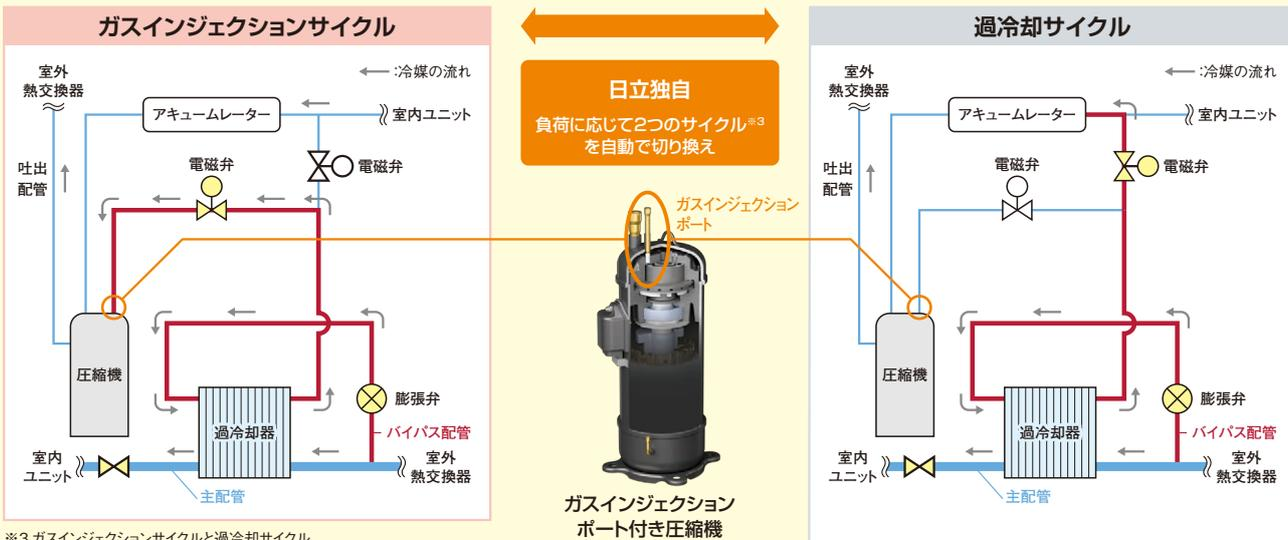 ガスインジェクションサイクル
室外
熱交換器
←:冷媒の流れ
アキュームレーター
室内ユニット
電磁弁
電磁弁
吐出
配管
圧縮機
膨張弁
過冷却器
バイパス配管
室内
ユニット
室外
熱交換器
主配管
※3 ガスインジェクションサイクルと過冷却サイクル
日立独自
負荷に応じて2つのサイクル※3
を自動で切り換え
ガスインジェクション
ポート
ガスインジェクション
ポート付き圧縮機
過冷却サイクル
室外
熱交換器
←:冷媒の流れ
アキュームレーター
室内ユニット
電磁弁
電磁弁
吐出
配管
圧縮機
膨張弁
過冷却器
バイパス配管
室内
ユニット
室外
熱交換器
主配管